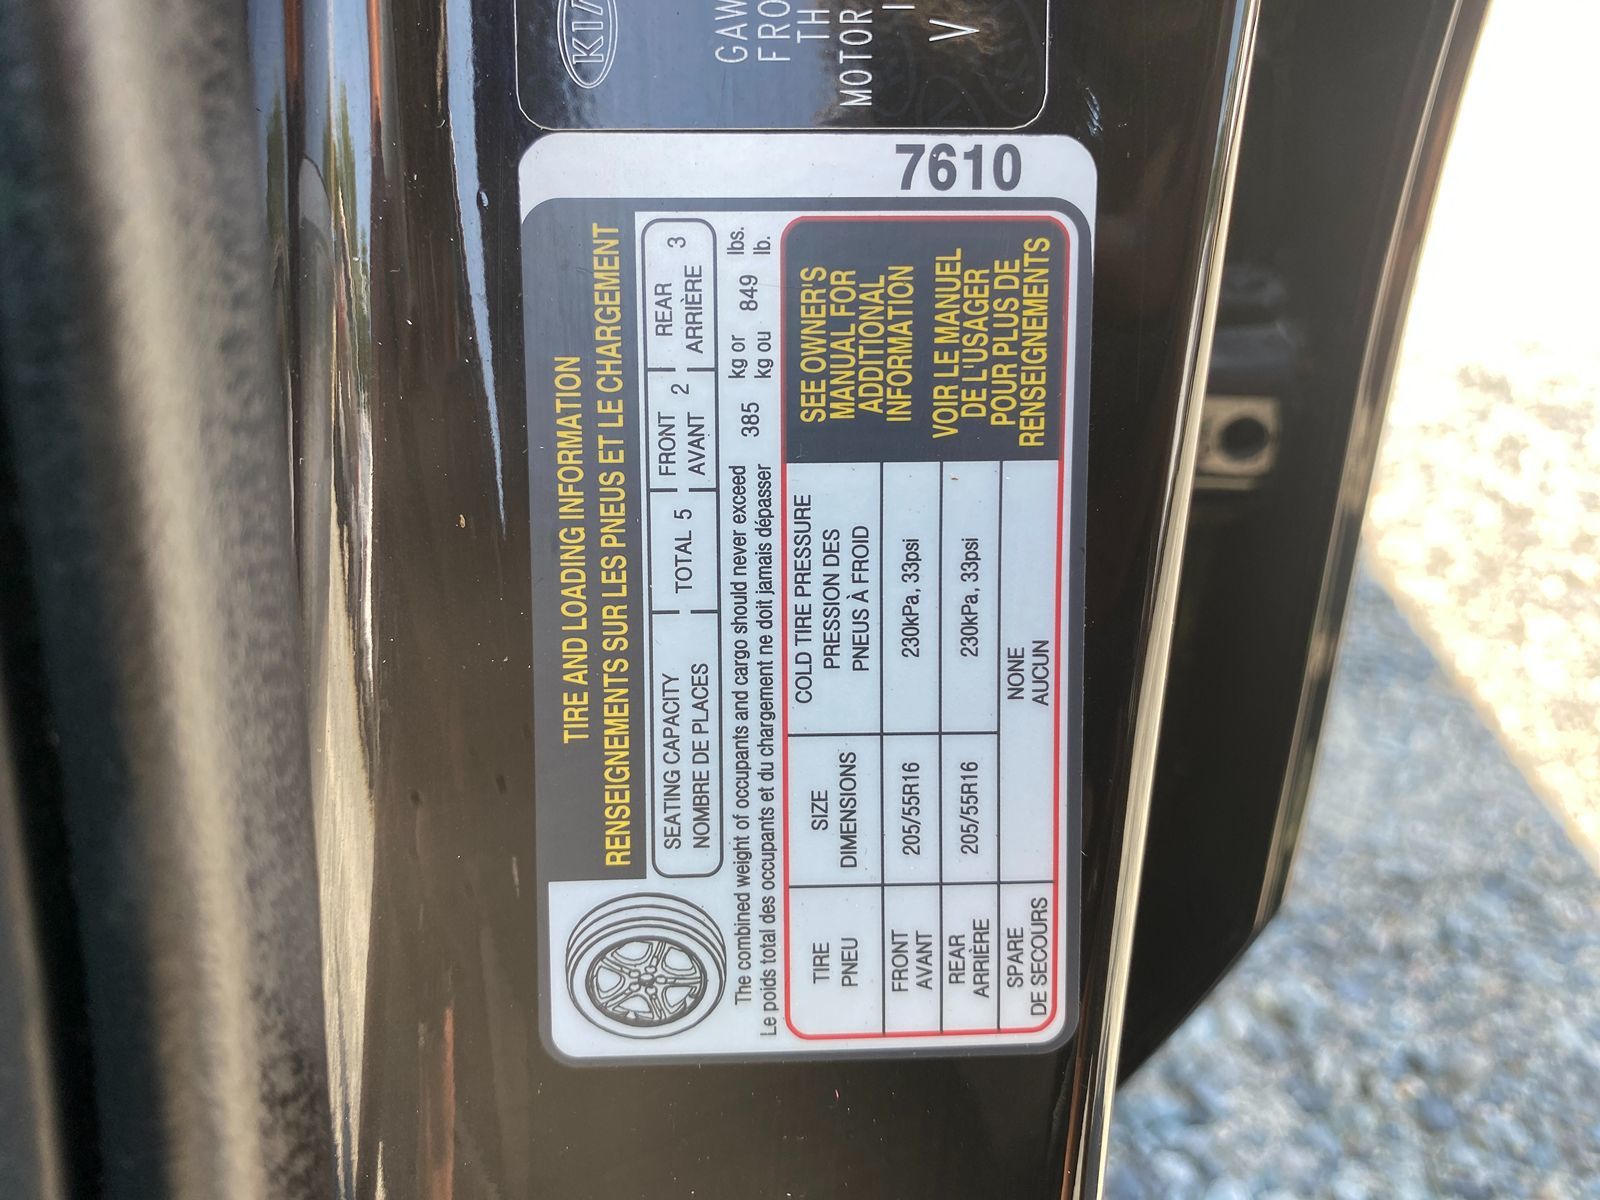 KIA
GAW
FRO
TH
MOTOR
V
7610
TIRE AND LOADING INFORMATION
RENSEIGNEMENTS SUR LES PNEUS ET LE CHARGEMENT
SEATING CAPACITY
NOMBRE DE PLACES
TOTAL 5
FRONT
AVANT 2
REAR
ARRIÈRE 3
The combined weight of occupants and cargo should never exceed 385 kg or 849 lbs.
Le poids total des occupants et du chargement ne doit jamais dépasser kg ou lb.
TIRE
PNEU
SIZE
DIMENSIONS
COLD TIRE PRESSURE
PRESSION DES
PNEUS À FROID
FRONT
AVANT
205/55R16
230kPa, 33psi
REAR
ARRIÈRE
205/55R16
230kPa, 33psi
SPARE
DE SECOURS
NONE
AUCUN
SEE OWNER'S
MANUAL FOR
ADDITIONAL
INFORMATION
VOIR LE MANUEL
DE L'USAGER
POUR PLUS DE
RENSEIGNEMENTS